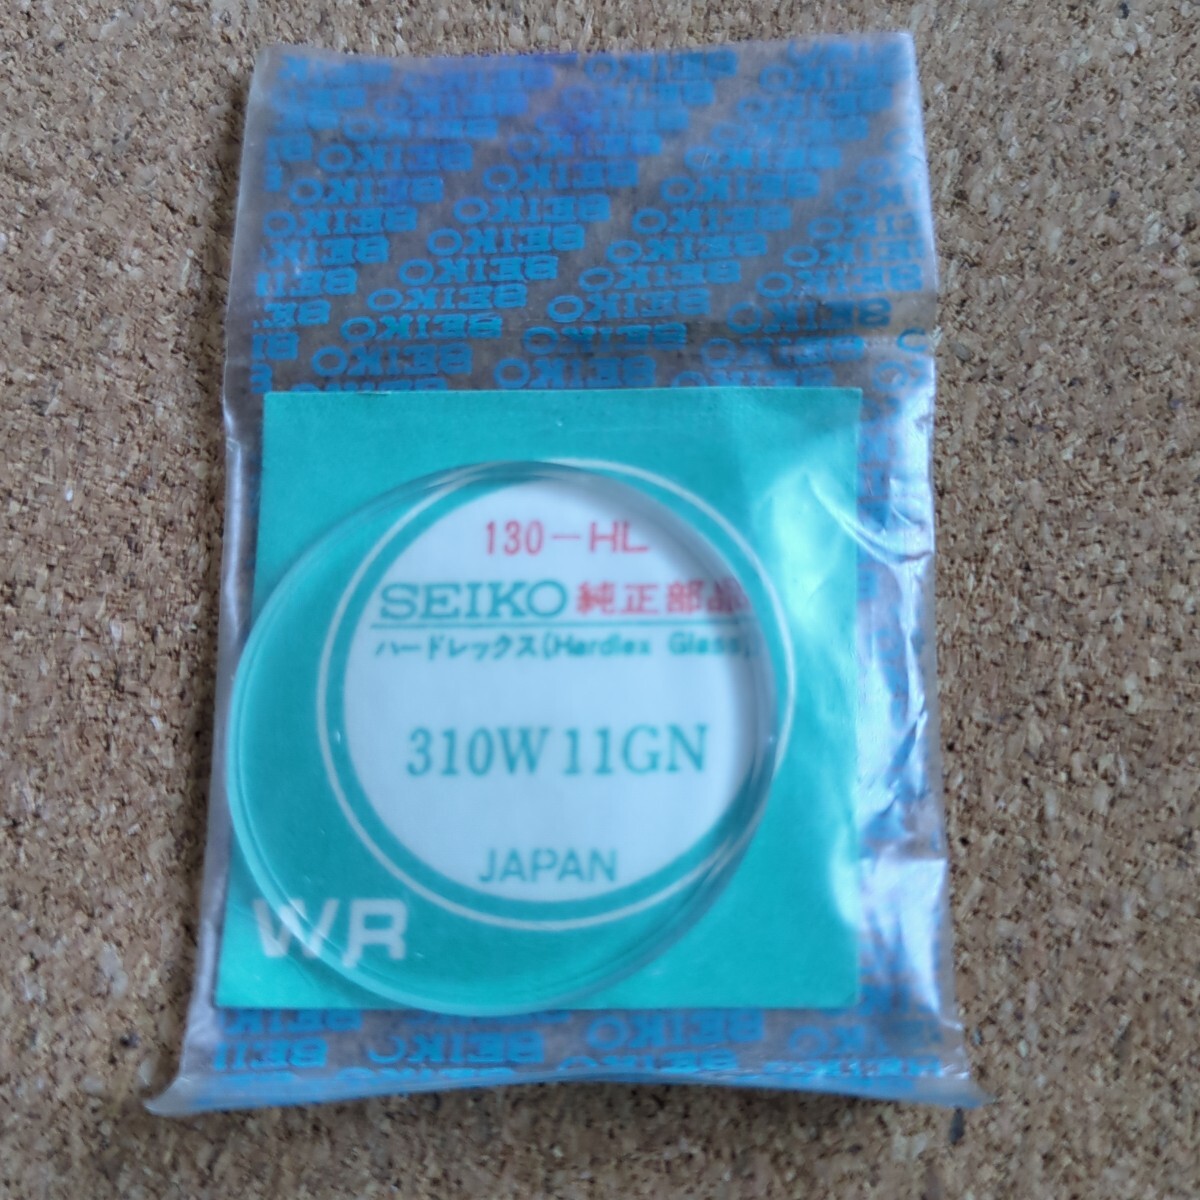 130-HL
SEIKO 純正部品
ハードレックス(Hardlex Glass)
310W11GN
JAPAN
WR